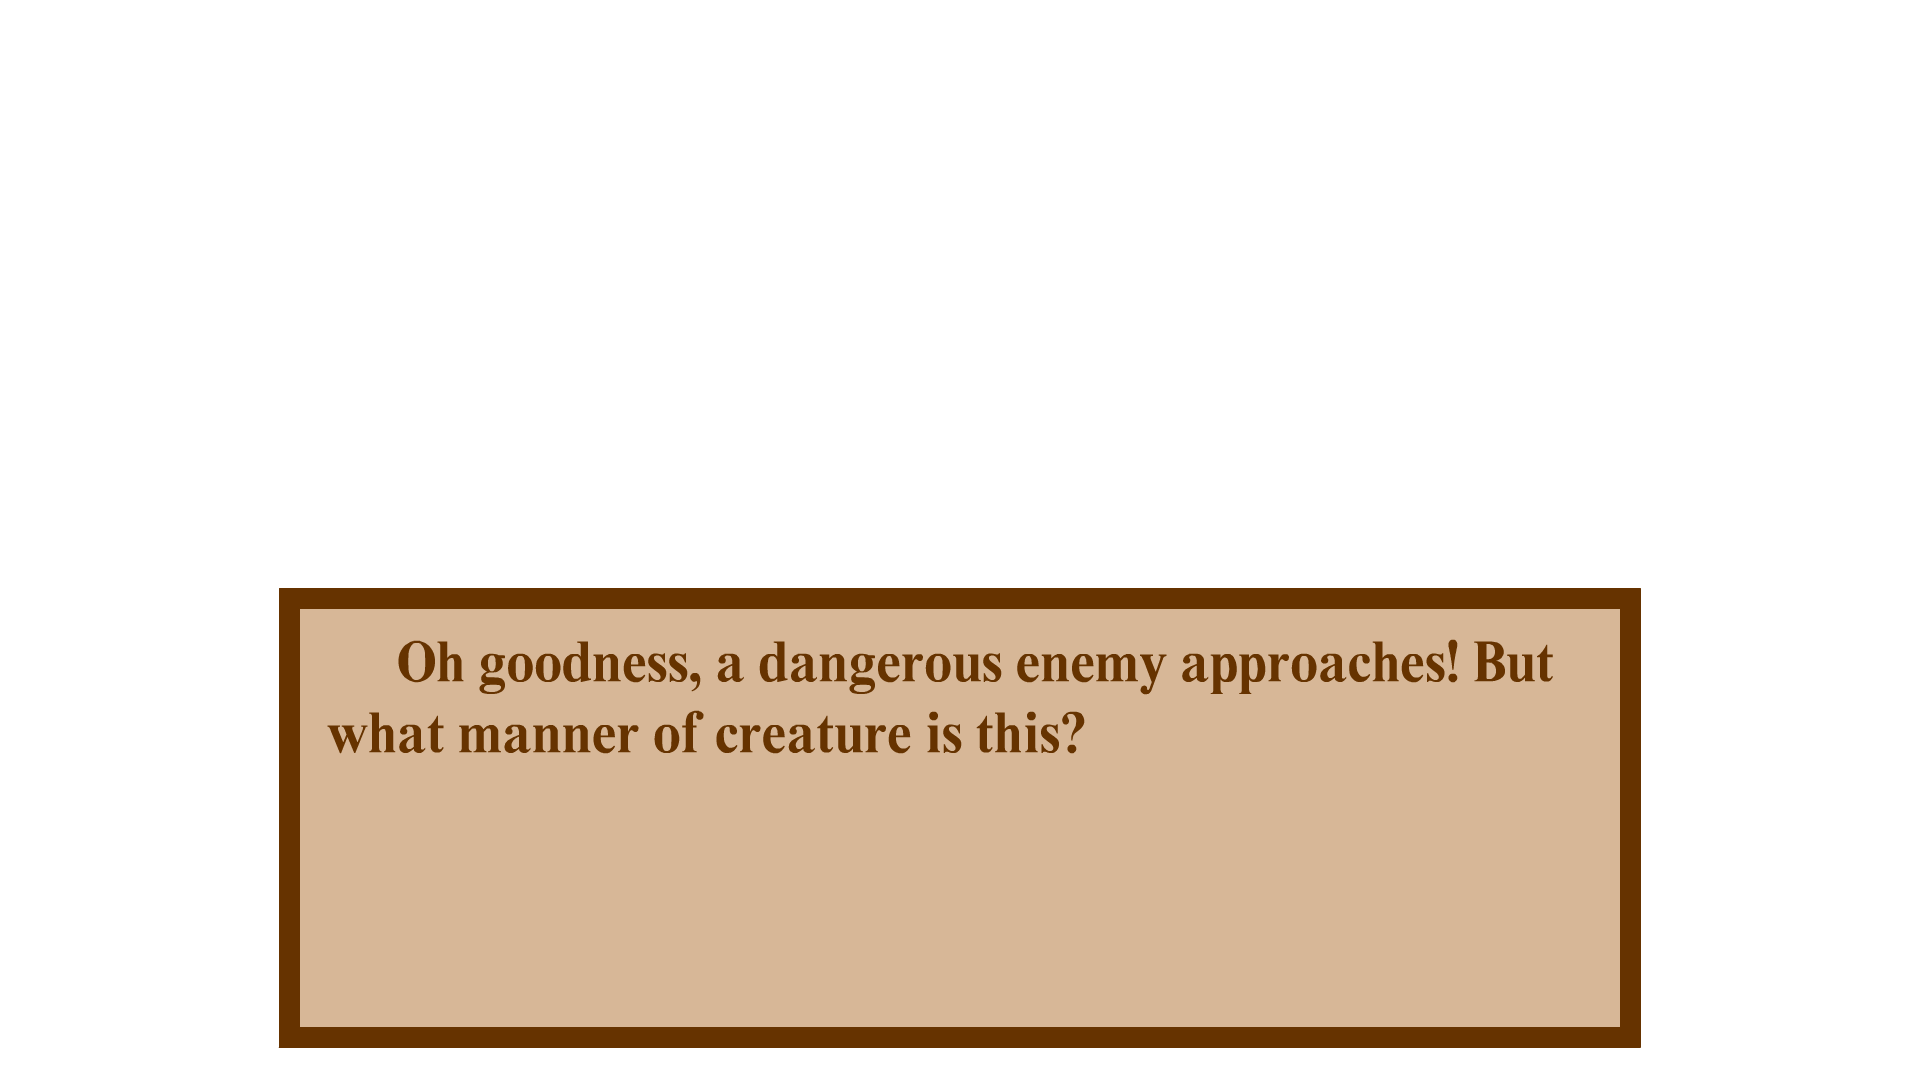 Oh goodness, a dangerous enemy approaches! But
what manner of creature is this?